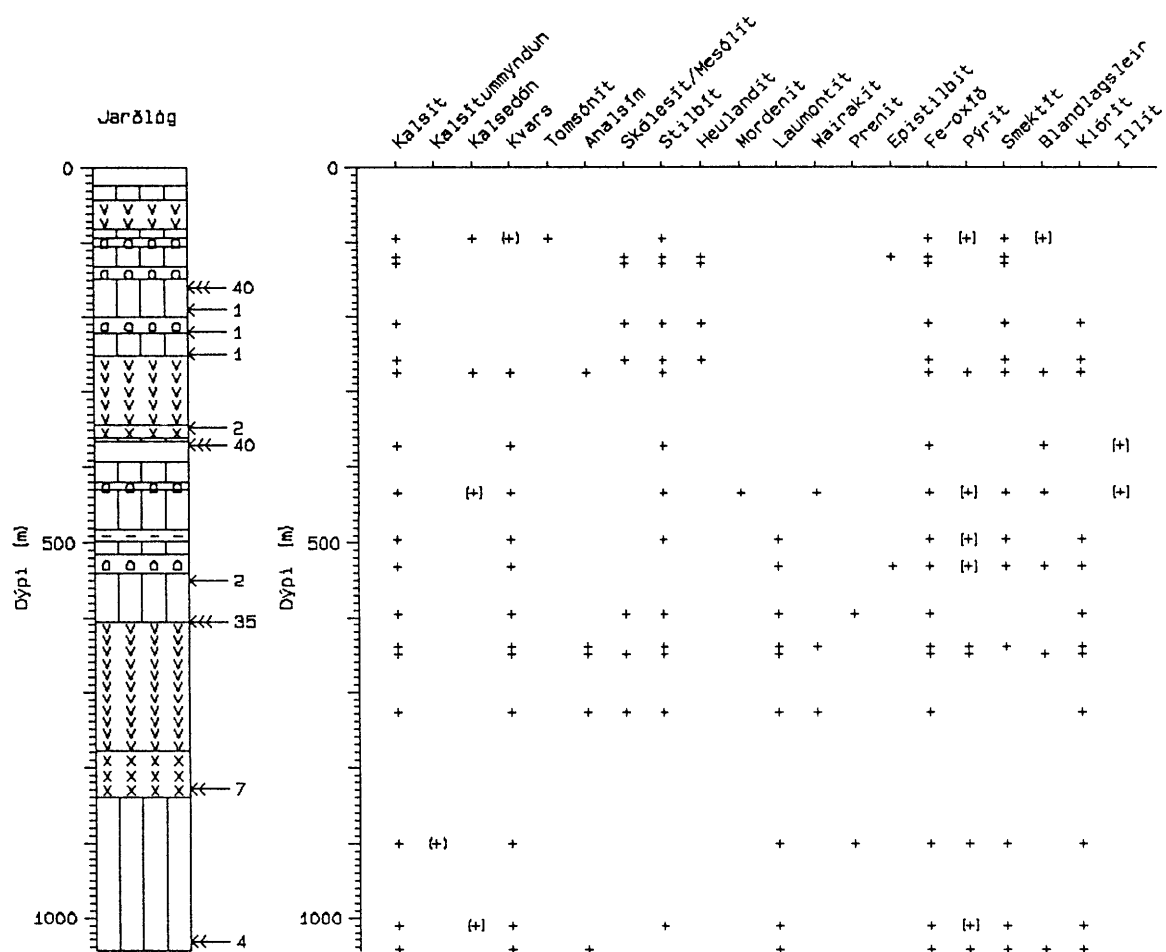 Jarðlög
Kalsít
Kalsítummyndun
Kalsedón
Kvars
Tomsónít
Analsím
Skólesít/Mesólít
Stilbít
Heulandít
Mordenít
Laumontít
Wairakít
Prenít
Epistilbít
Fe-oxíð
Pýrít
Smektít
Blandlagsleir
Klórít
Illít
0
500
1000
Dýpi (m)
40
1
1
1
2
40
2
35
7
4
0
500
1000
Dýpi (m)